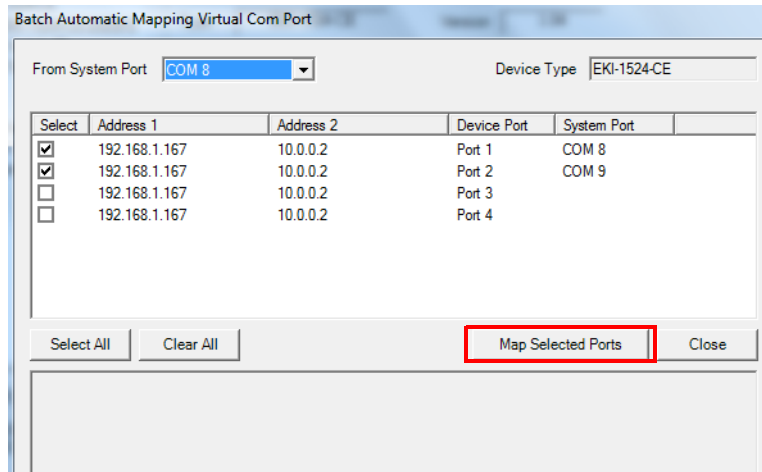 Batch Automatic Mapping Virtual Com Port
From System Port COM 8 Device Type EKI-1524-CE
Select Address 1 Address 2 Device Port System Port
192.168.1.167 10.0.0.2 Port 1 COM 8
192.168.1.167 10.0.0.2 Port 2 COM 9
192.168.1.167 10.0.0.2 Port 3
192.168.1.167 10.0.0.2 Port 4
Select All Clear All Map Selected Ports Close